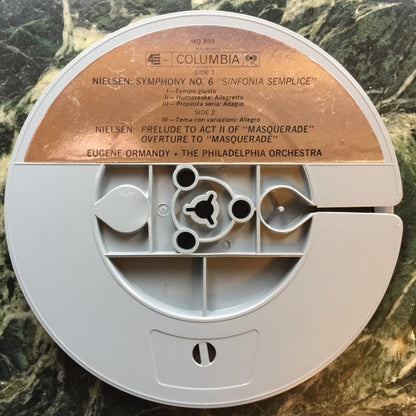 MQ 859
COLUMBIA
SIDE 1
NIELSEN: SYMPHONY NO. 6 "SINFONIA SEMPLICE"
I—Tempo giusto
II—Humoreske: Allegretto
III—Proposta seria: Adagio
SIDE 2
IV—Tema con variazioni: Allegro
NIELSEN: PRELUDE TO ACT II OF "MASQUERADE"
OVERTURE TO "MASQUERADE"
EUGENE ORMANDY • THE PHILADELPHIA ORCHESTRA